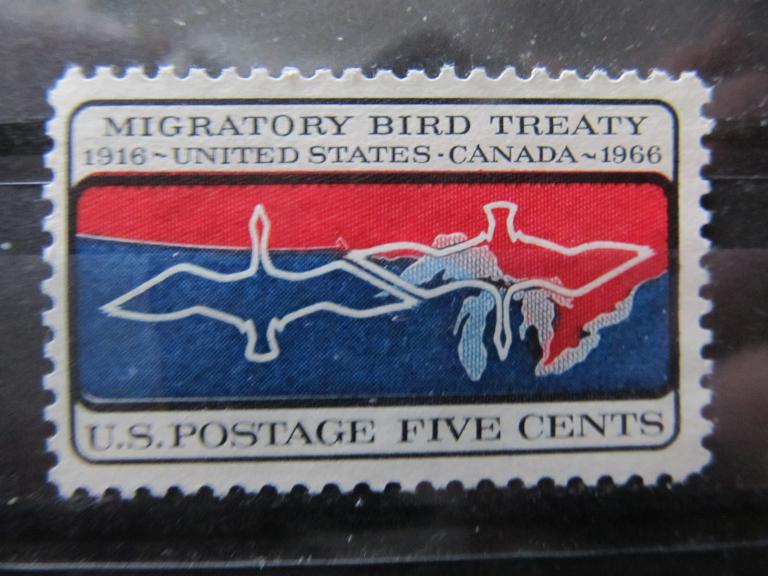 MIGRATORY BIRD TREATY
1916~UNITED STATES·CANADA~1966
U.S. POSTAGE FIVE CENTS